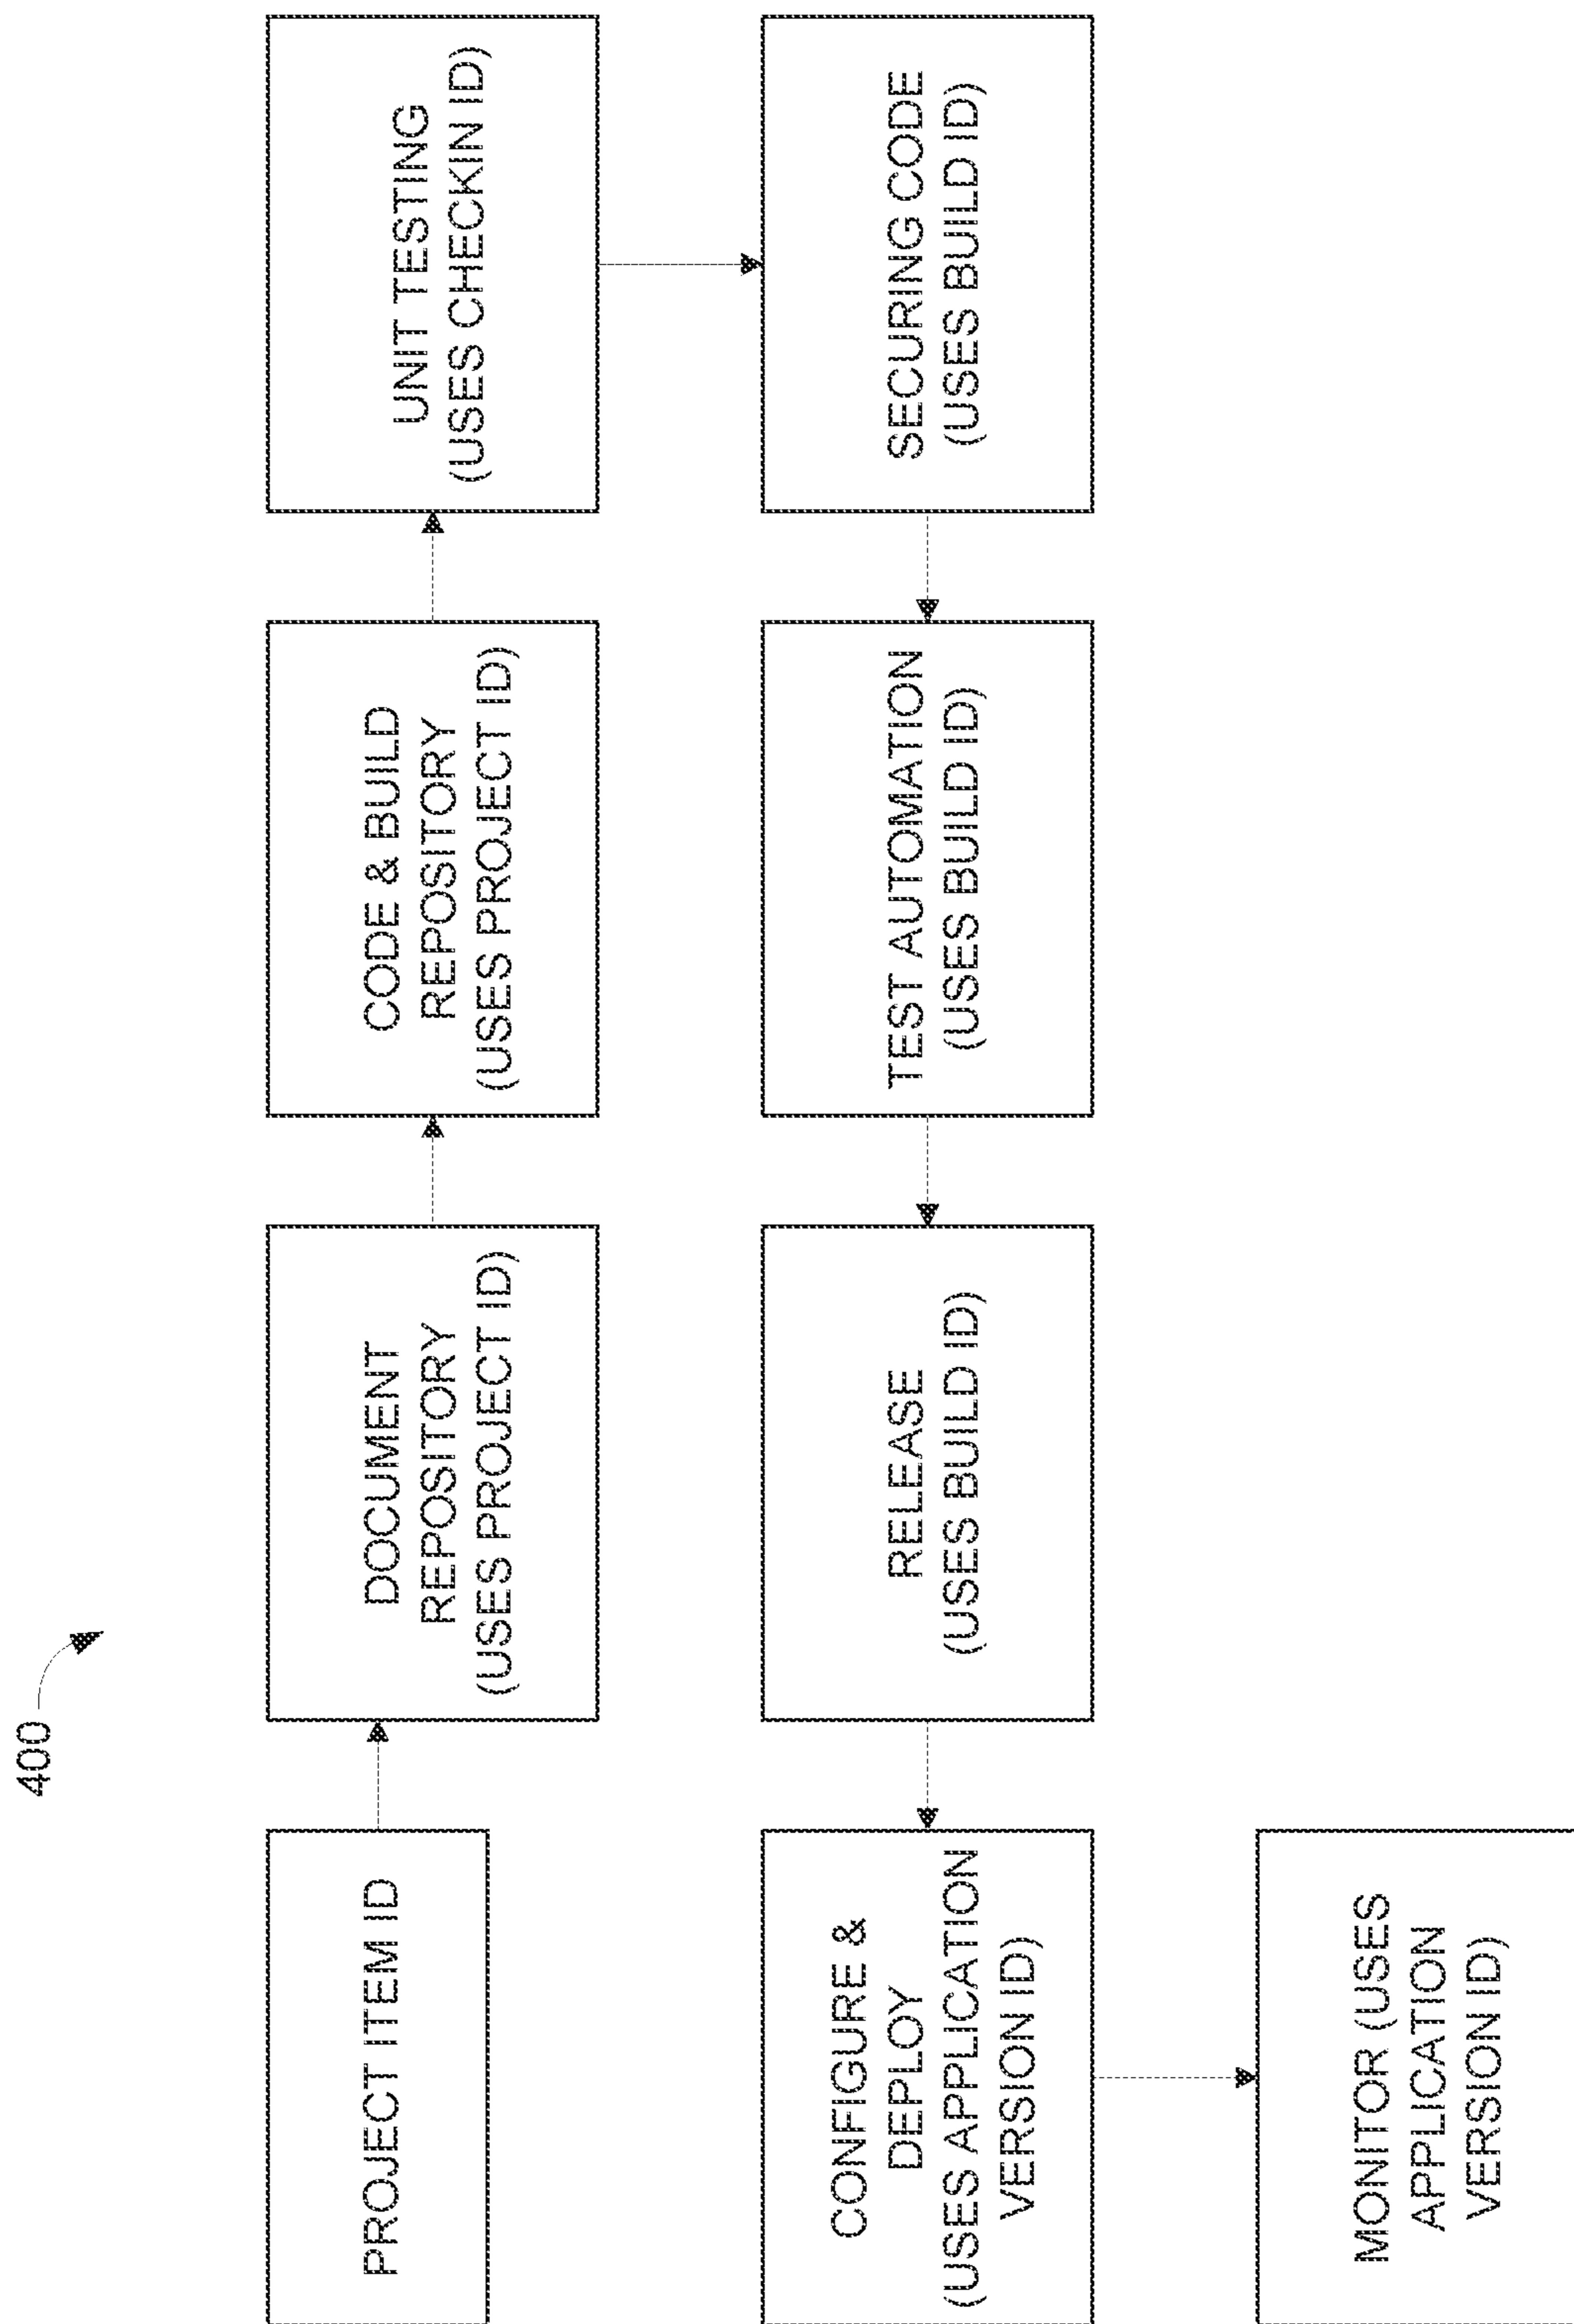 400
PROJECT ITEM ID
DOCUMENT
REPOSITORY
(USES PROJECT ID)
CODE & BUILD
REPOSITORY
(USES PROJECT ID)
UNIT TESTING
(USES CHECKIN ID)
SECURING CODE
(USES BUILD ID)
TEST AUTOMATION
(USES BUILD ID)
RELEASE
(USES BUILD ID)
CONFIGURE &
DEPLOY
(USES APPLICATION
VERSION ID)
MONITOR (USES
APPLICATION
VERSION ID)